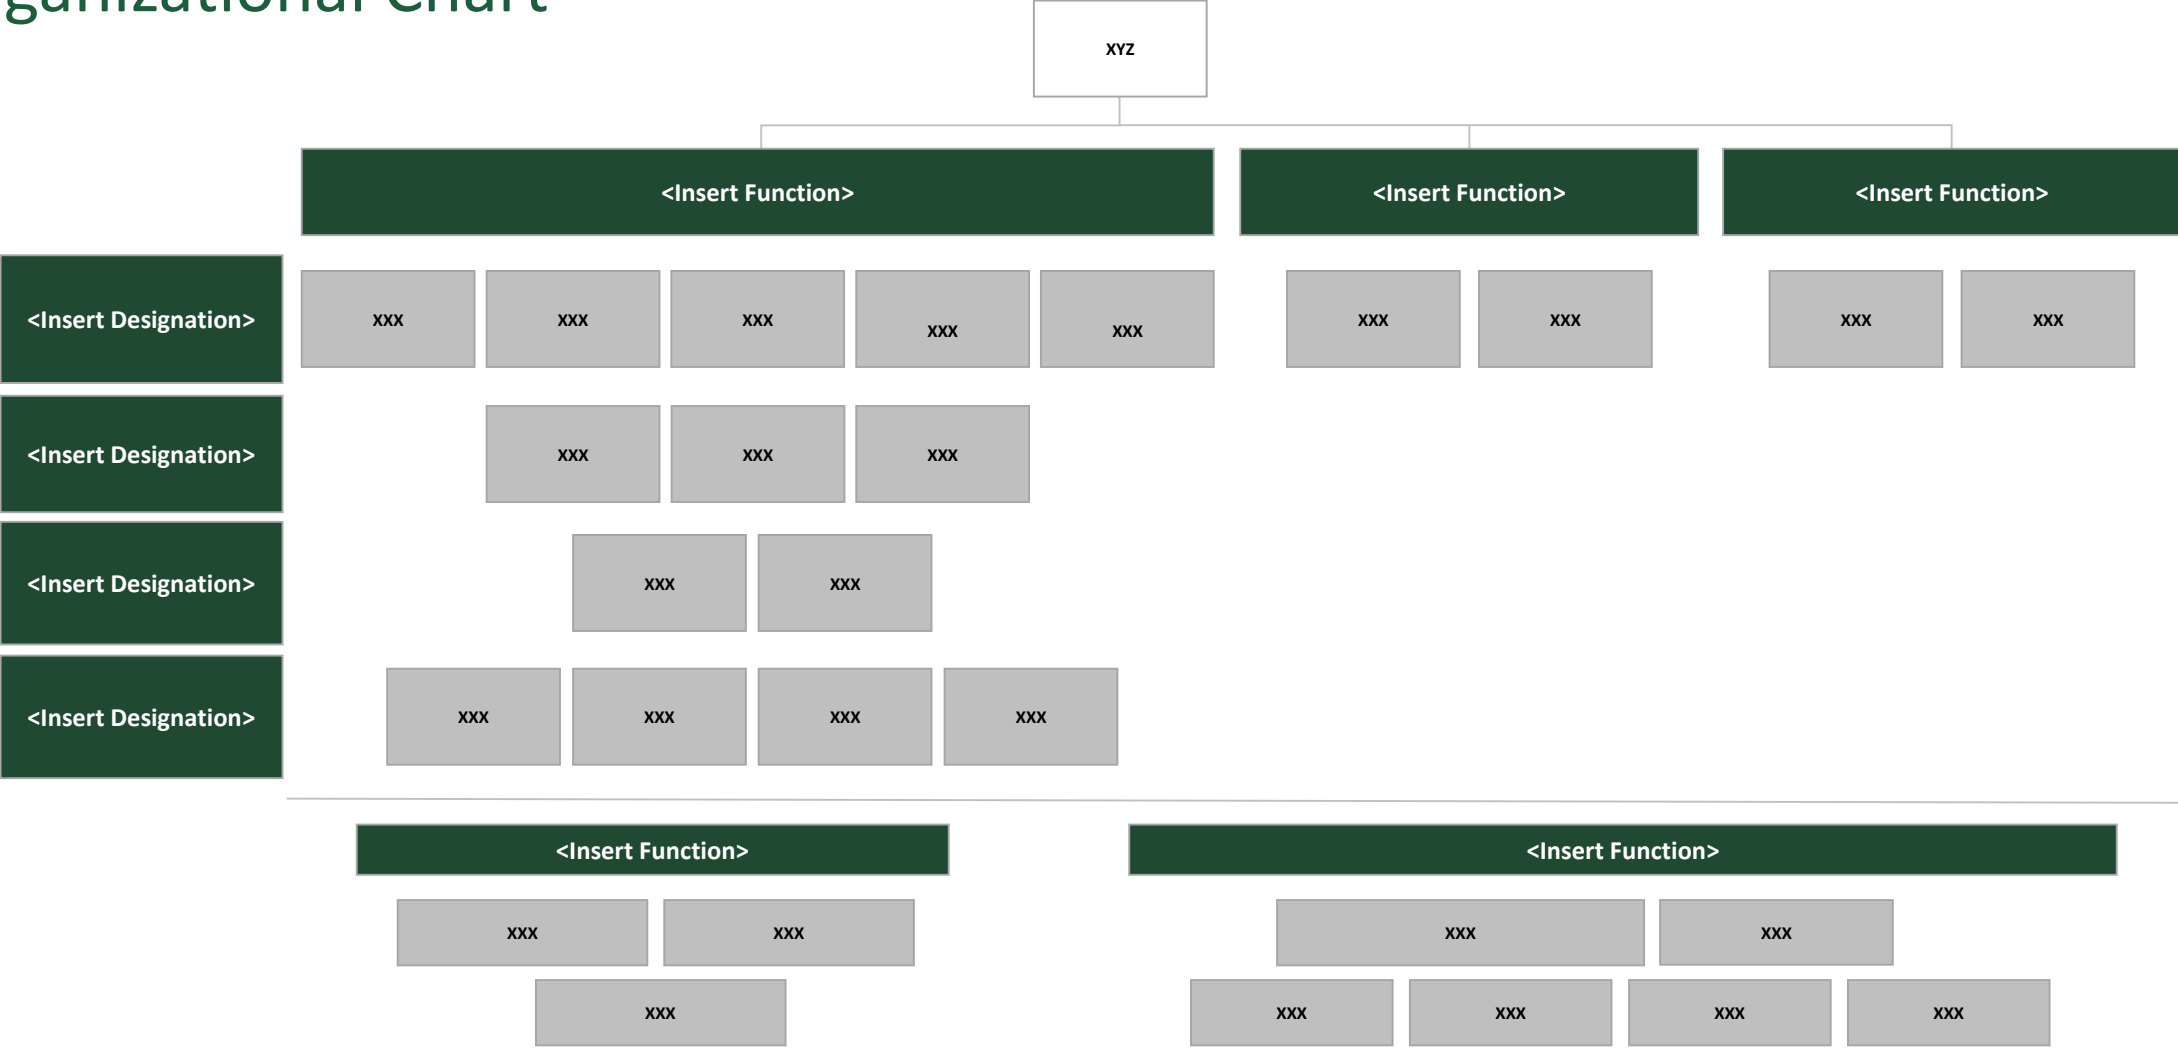 ganizational Chart
XYZ
<Insert Function> <Insert Function> <Insert Function>
<Insert Designation> XXX XXX XXX XXX XXX XXX XXX XXX XXX
<Insert Designation> XXX XXX XXX
<Insert Designation> XXX XXX
<Insert Designation> XXX XXX XXX XXX
<Insert Function> <Insert Function>
XXX XXX XXX XXX
XXX XXX XXX XXX XXX